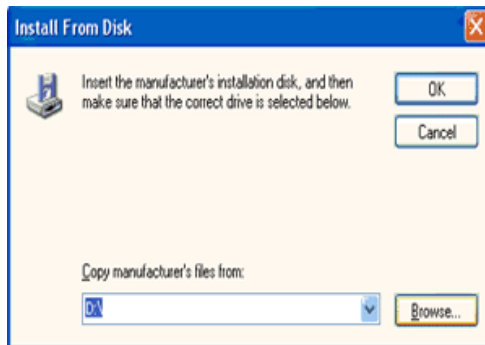 Install From Disk
Insert the manufacturer's installation disk, and then
make sure that the correct drive is selected below.
OK
Cancel
Copy manufacturer's files from:
D:\
Browse...